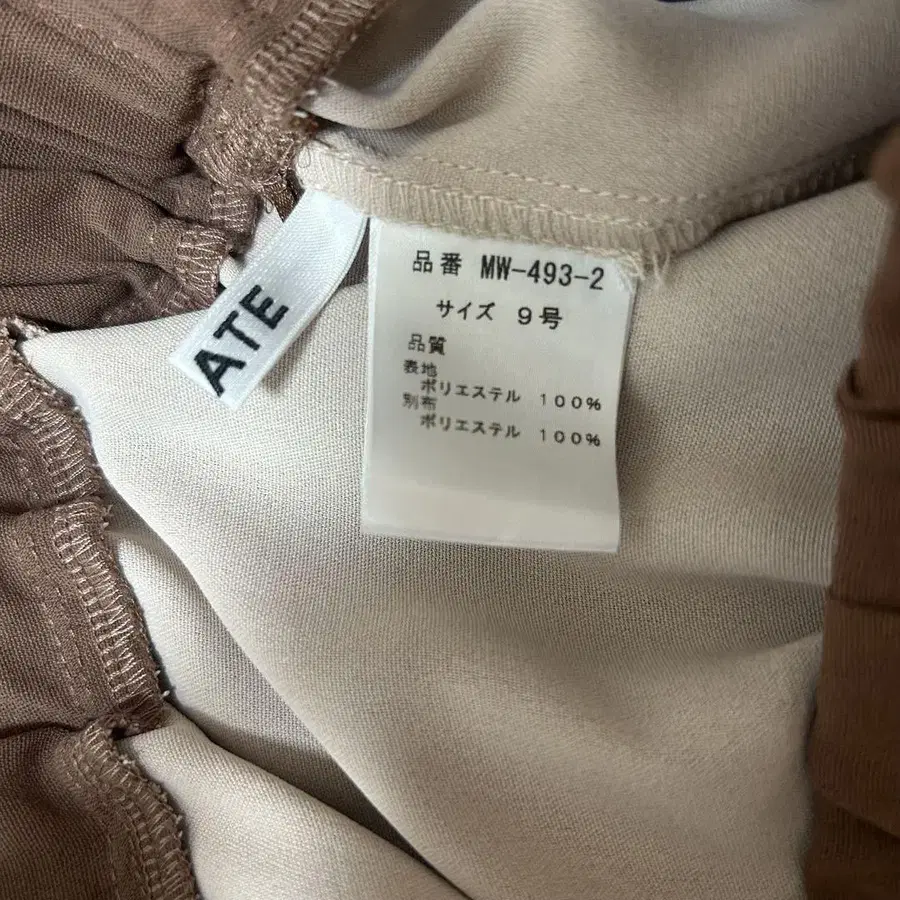 ATE
品番 MW-493-2
サイズ 9号
品質
表地
ポリエステル 100%
別布
ポリエステル 100%